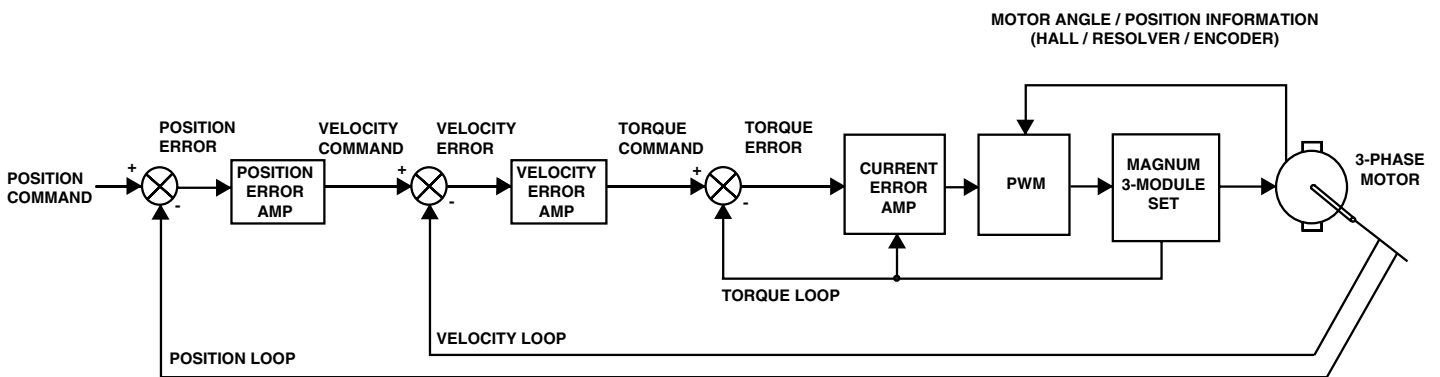 MOTOR ANGLE / POSITION INFORMATION
(HALL / RESOLVER / ENCODER)
POSITION
COMMAND
+
-
POSITION
ERROR
POSITION
ERROR
AMP
VELOCITY
COMMAND
+
-
VELOCITY
ERROR
VELOCITY
ERROR
AMP
TORQUE
COMMAND
+
-
TORQUE
ERROR
CURRENT
ERROR
AMP
PWM
MAGNUM
3-MODULE
SET
3-PHASE
MOTOR
TORQUE LOOP
VELOCITY LOOP
POSITION LOOP